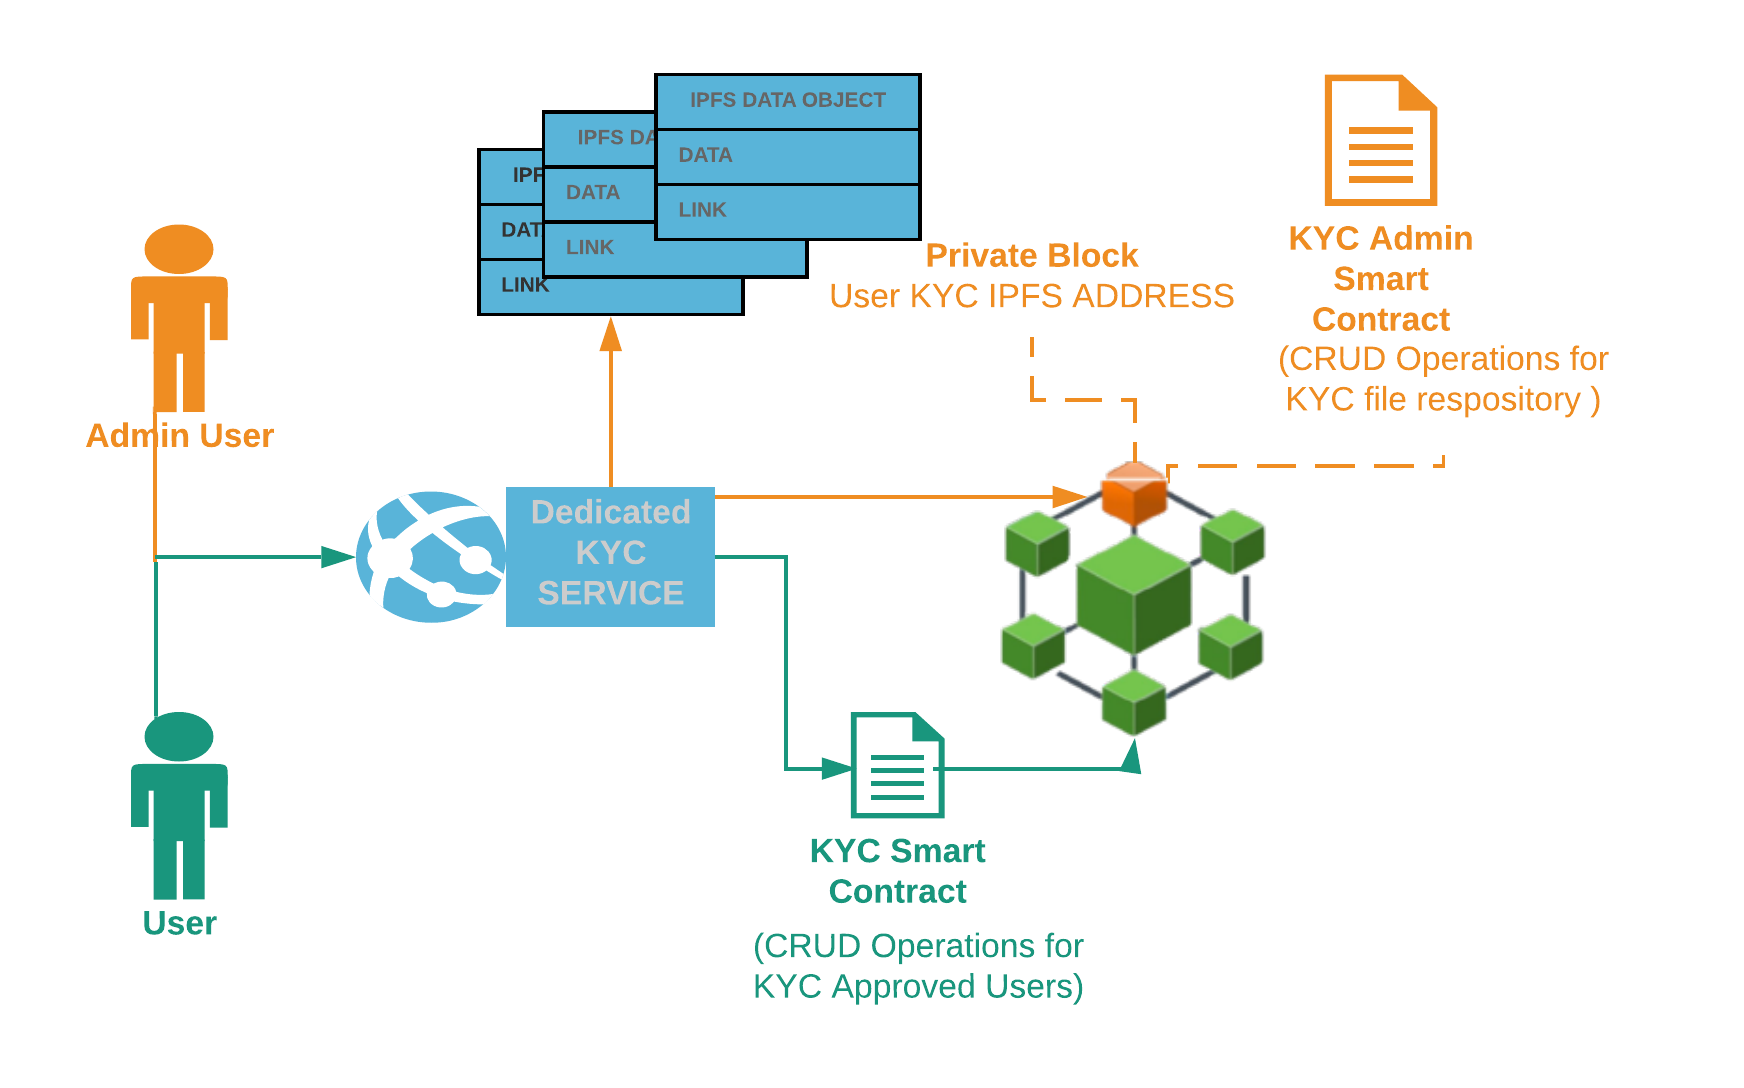 IPFS DATA OBJECT
DATA
LINK
IPFS DA
DATA
LINK
IPF
DAT
LINK
Private Block
User KYC IPFS ADDRESS
KYC Admin
Smart
Contract
(CRUD Operations for
KYC file respository )
Admin User
Dedicated
KYC
SERVICE
User
KYC Smart
Contract
(CRUD Operations for
KYC Approved Users)